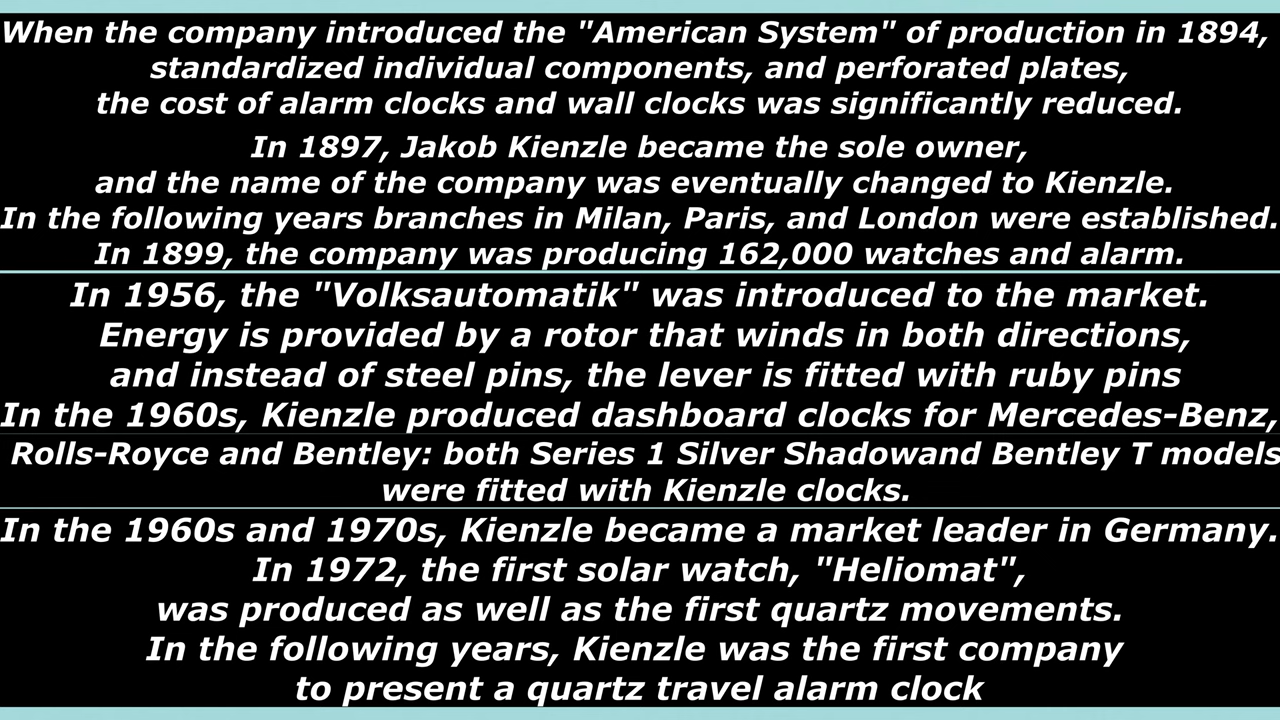 When the company introduced the "American System" of production in 1894,
standardized individual components, and perforated plates,
the cost of alarm clocks and wall clocks was significantly reduced.
In 1897, Jakob Kienzle became the sole owner,
and the name of the company was eventually changed to Kienzle.
In the following years branches in Milan, Paris, and London were established.
In 1899, the company was producing 162,000 watches and alarm.
In 1956, the "Volksautomatik" was introduced to the market.
Energy is provided by a rotor that winds in both directions,
and instead of steel pins, the lever is fitted with ruby pins
In the 1960s, Kienzle produced dashboard clocks for Mercedes-Benz,
Rolls-Royce and Bentley: both Series 1 Silver Shadowand Bentley T models
were fitted with Kienzle clocks.
In the 1960s and 1970s, Kienzle became a market leader in Germany.
In 1972, the first solar watch, "Heliomat",
was produced as well as the first quartz movements.
In the following years, Kienzle was the first company
to present a quartz travel alarm clock